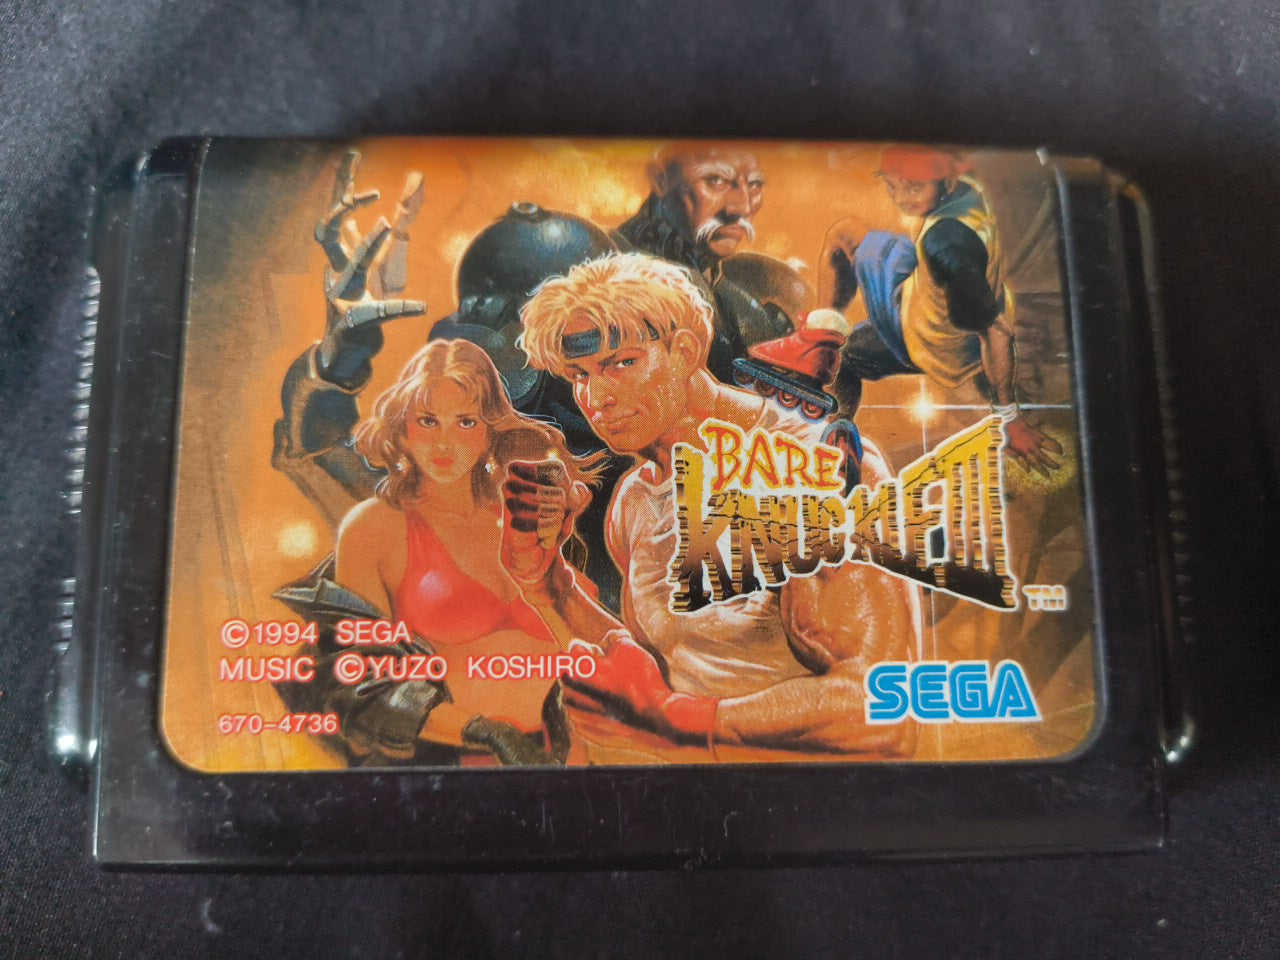 BARE
KNUCKLE III
TM
©1994 SEGA
MUSIC ©YUZO KOSHIRO
670-4736
SEGA